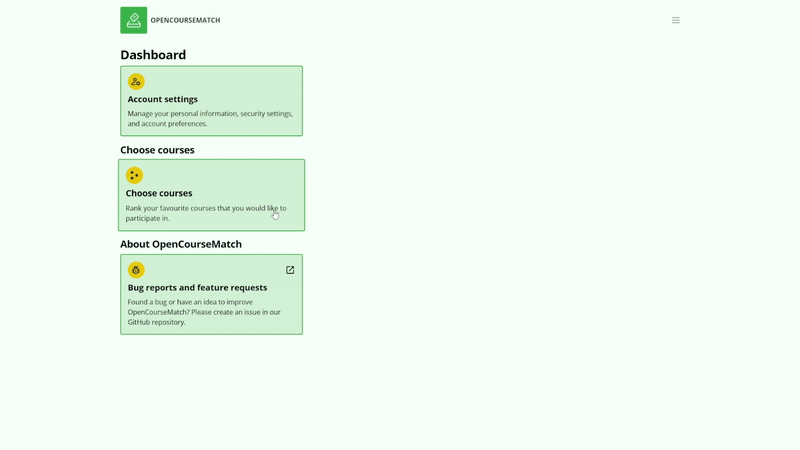 OPENCOURSEMATCH
Dashboard
Account settings
Manage your personal information, security settings,
and account preferences.
Choose courses
Choose courses
Rank your favourite courses that you would like to
participate in.
About OpenCourseMatch
Bug reports and feature requests
Found a bug or have an idea to improve
OpenCourseMatch? Please create an issue in our
GitHub repository.